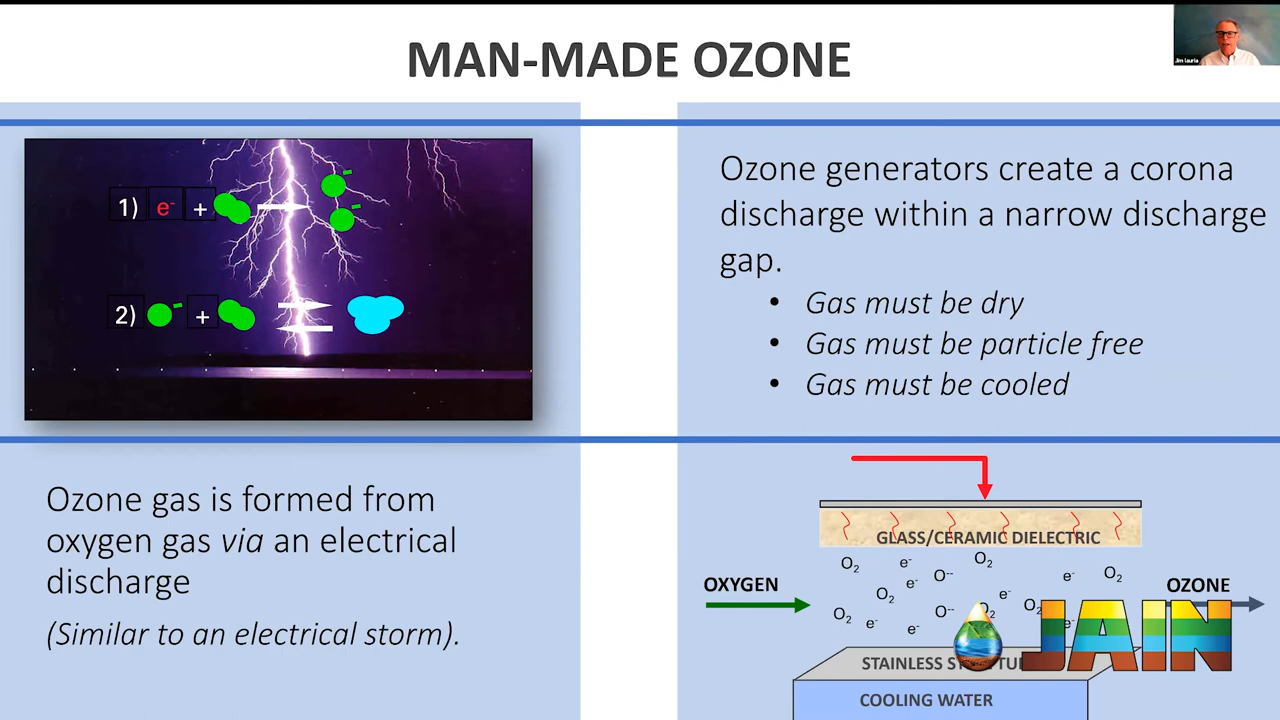 MAN-MADE OZONE
Jim Lauria
1) e- +
2) +
Ozone generators create a corona
discharge within a narrow discharge
gap.
• Gas must be dry
• Gas must be particle free
• Gas must be cooled
Ozone gas is formed from
oxygen gas via an electrical
discharge
(Similar to an electrical storm).
GLASS/CERAMIC DIELECTRIC
O2 e- O2
e- O-- e- O2
OXYGEN O2 e- OZONE
O2 e- O-- O2 O2 e-
e-
JAIN
STAINLESS
COOLING WATER